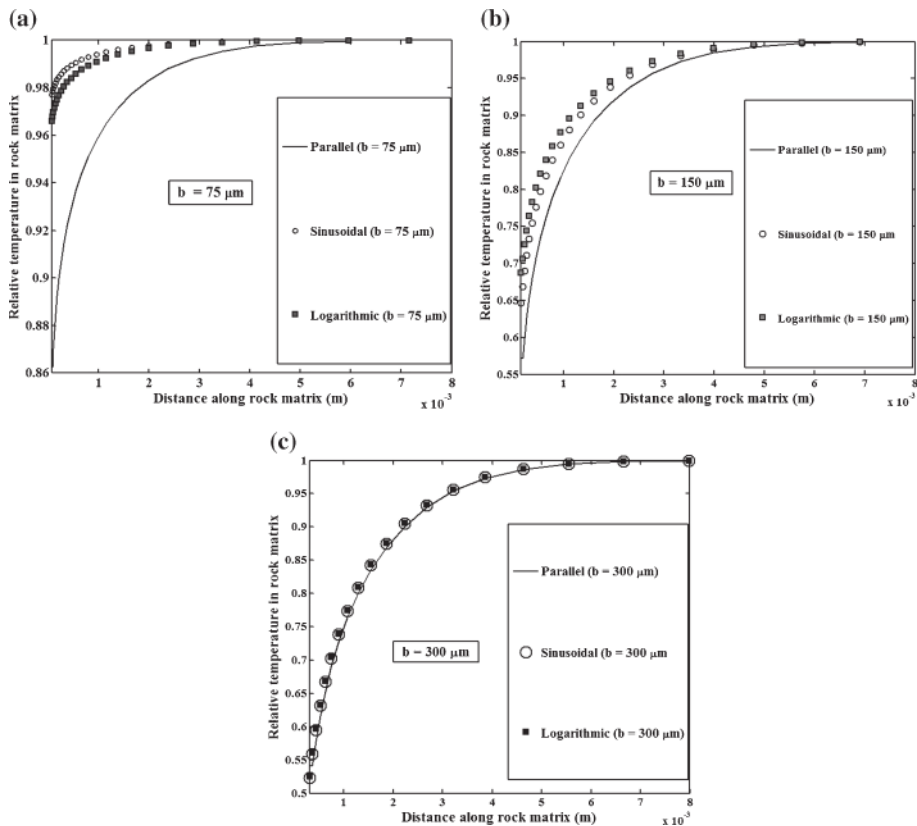 (a)
1
0.98
0.96
0.94
0.92
0.9
0.88
0.86
Relative temperature in rock matrix
b = 75 µm
Parallel (b = 75 µm)
Sinusoidal (b = 75 µm)
Logarithmic (b = 75 µm)
1 2 3 4 5 6 7 8
Distance along rock matrix (m)
x 10⁻³
(b)
1
0.95
0.9
0.85
0.8
0.75
0.7
0.65
0.6
0.55
Relative temperature in rock matrix
b = 150 µm
Parallel (b = 150 µm)
Sinusoidal (b = 150 µm
Logarithmic (b = 150 µm)
1 2 3 4 5 6 7 8
Distance along rock matrix (m)
x 10⁻³
(c)
1
0.95
0.9
0.85
0.8
0.75
0.7
0.65
0.6
0.55
0.5
Relative temperature in rock matrix
b = 300 µm
Parallel (b = 300 µm)
Sinusoidal (b = 300 µm
Logarithmic (b = 300 µm)
1 2 3 4 5 6 7 8
Distance along rock matrix (m)
x 10⁻³